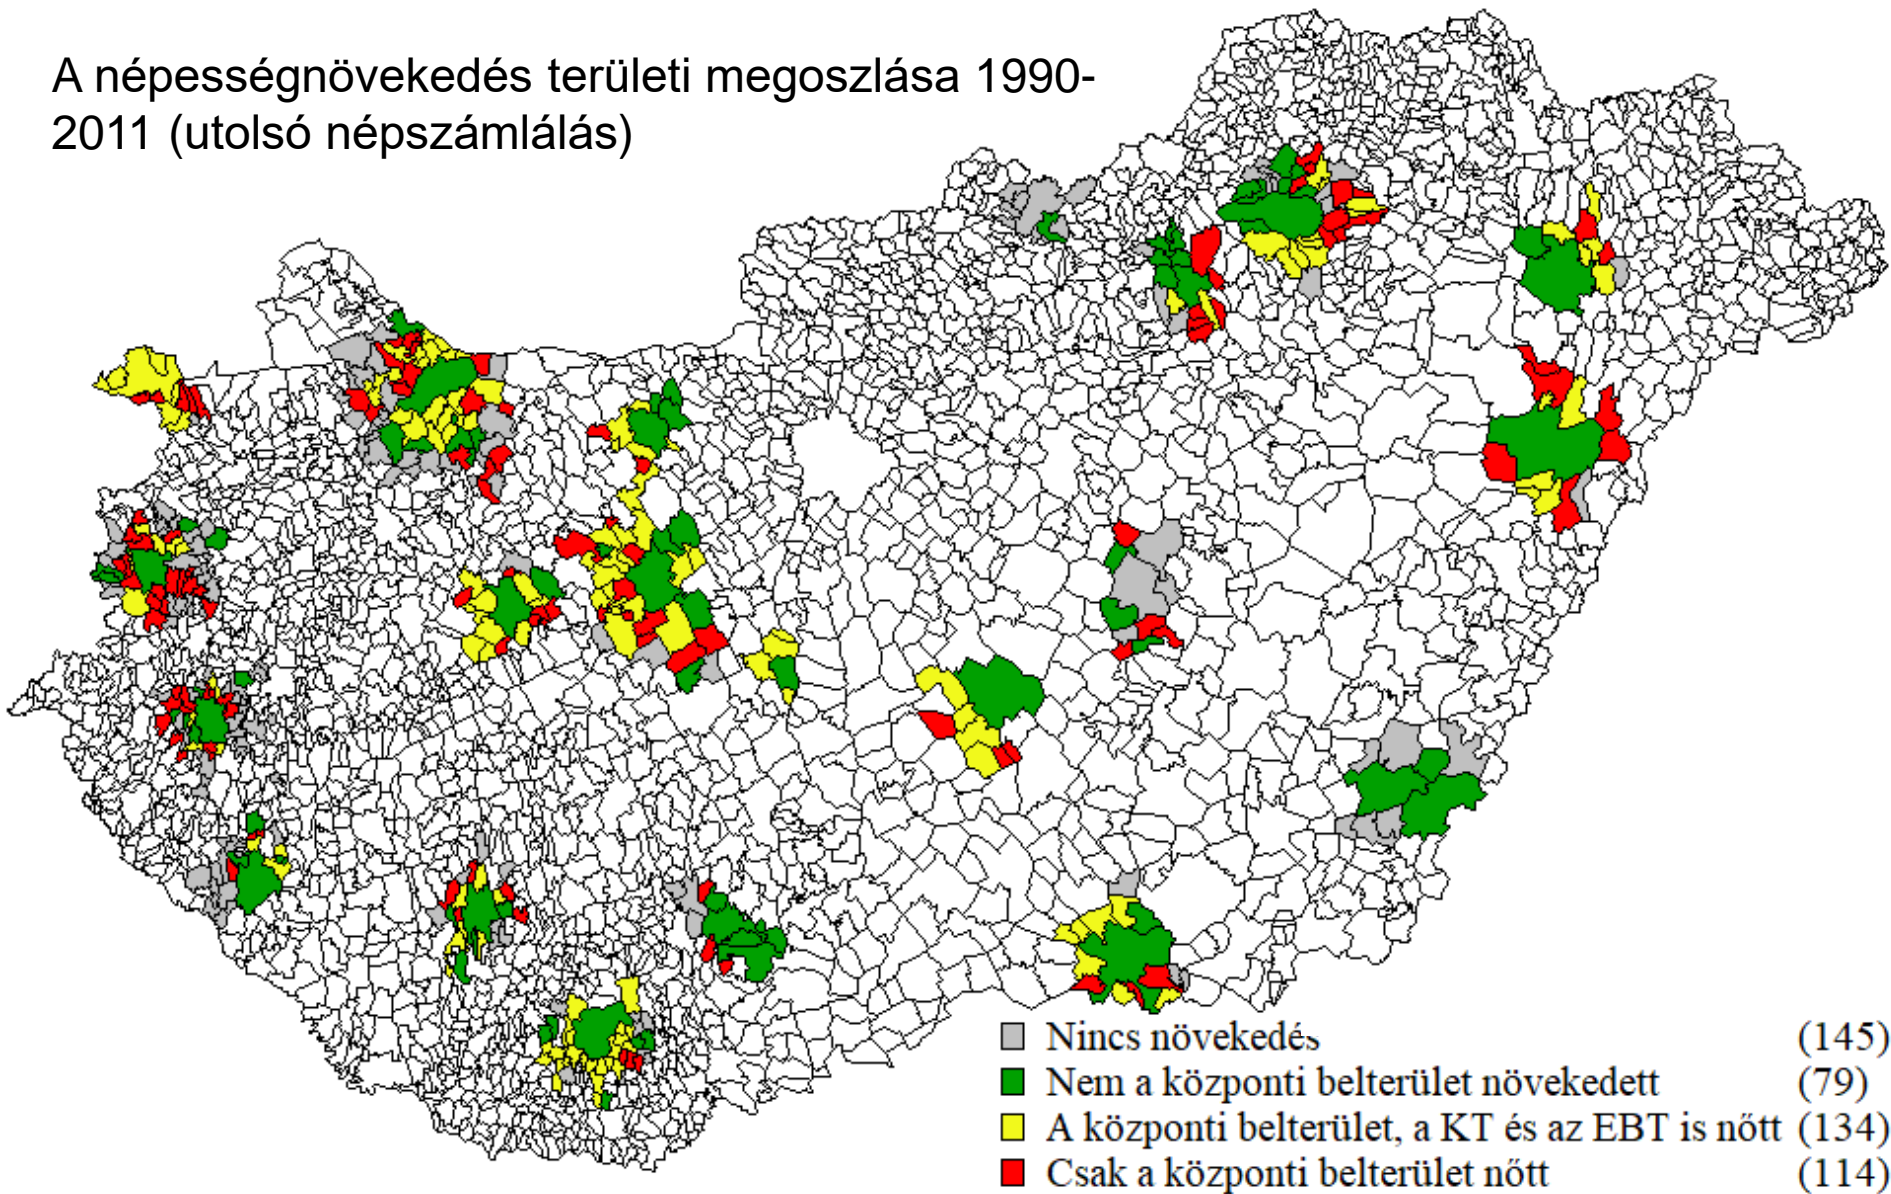 A népességnövekedés területi megoszlása 1990-
2011 (utolsó népszámlálás)
Nincs növekedés (145)
Nem a központi belterület növekedett (79)
A központi belterület, a KT és az EBT is nőtt (134)
Csak a központi belterület nőtt (114)